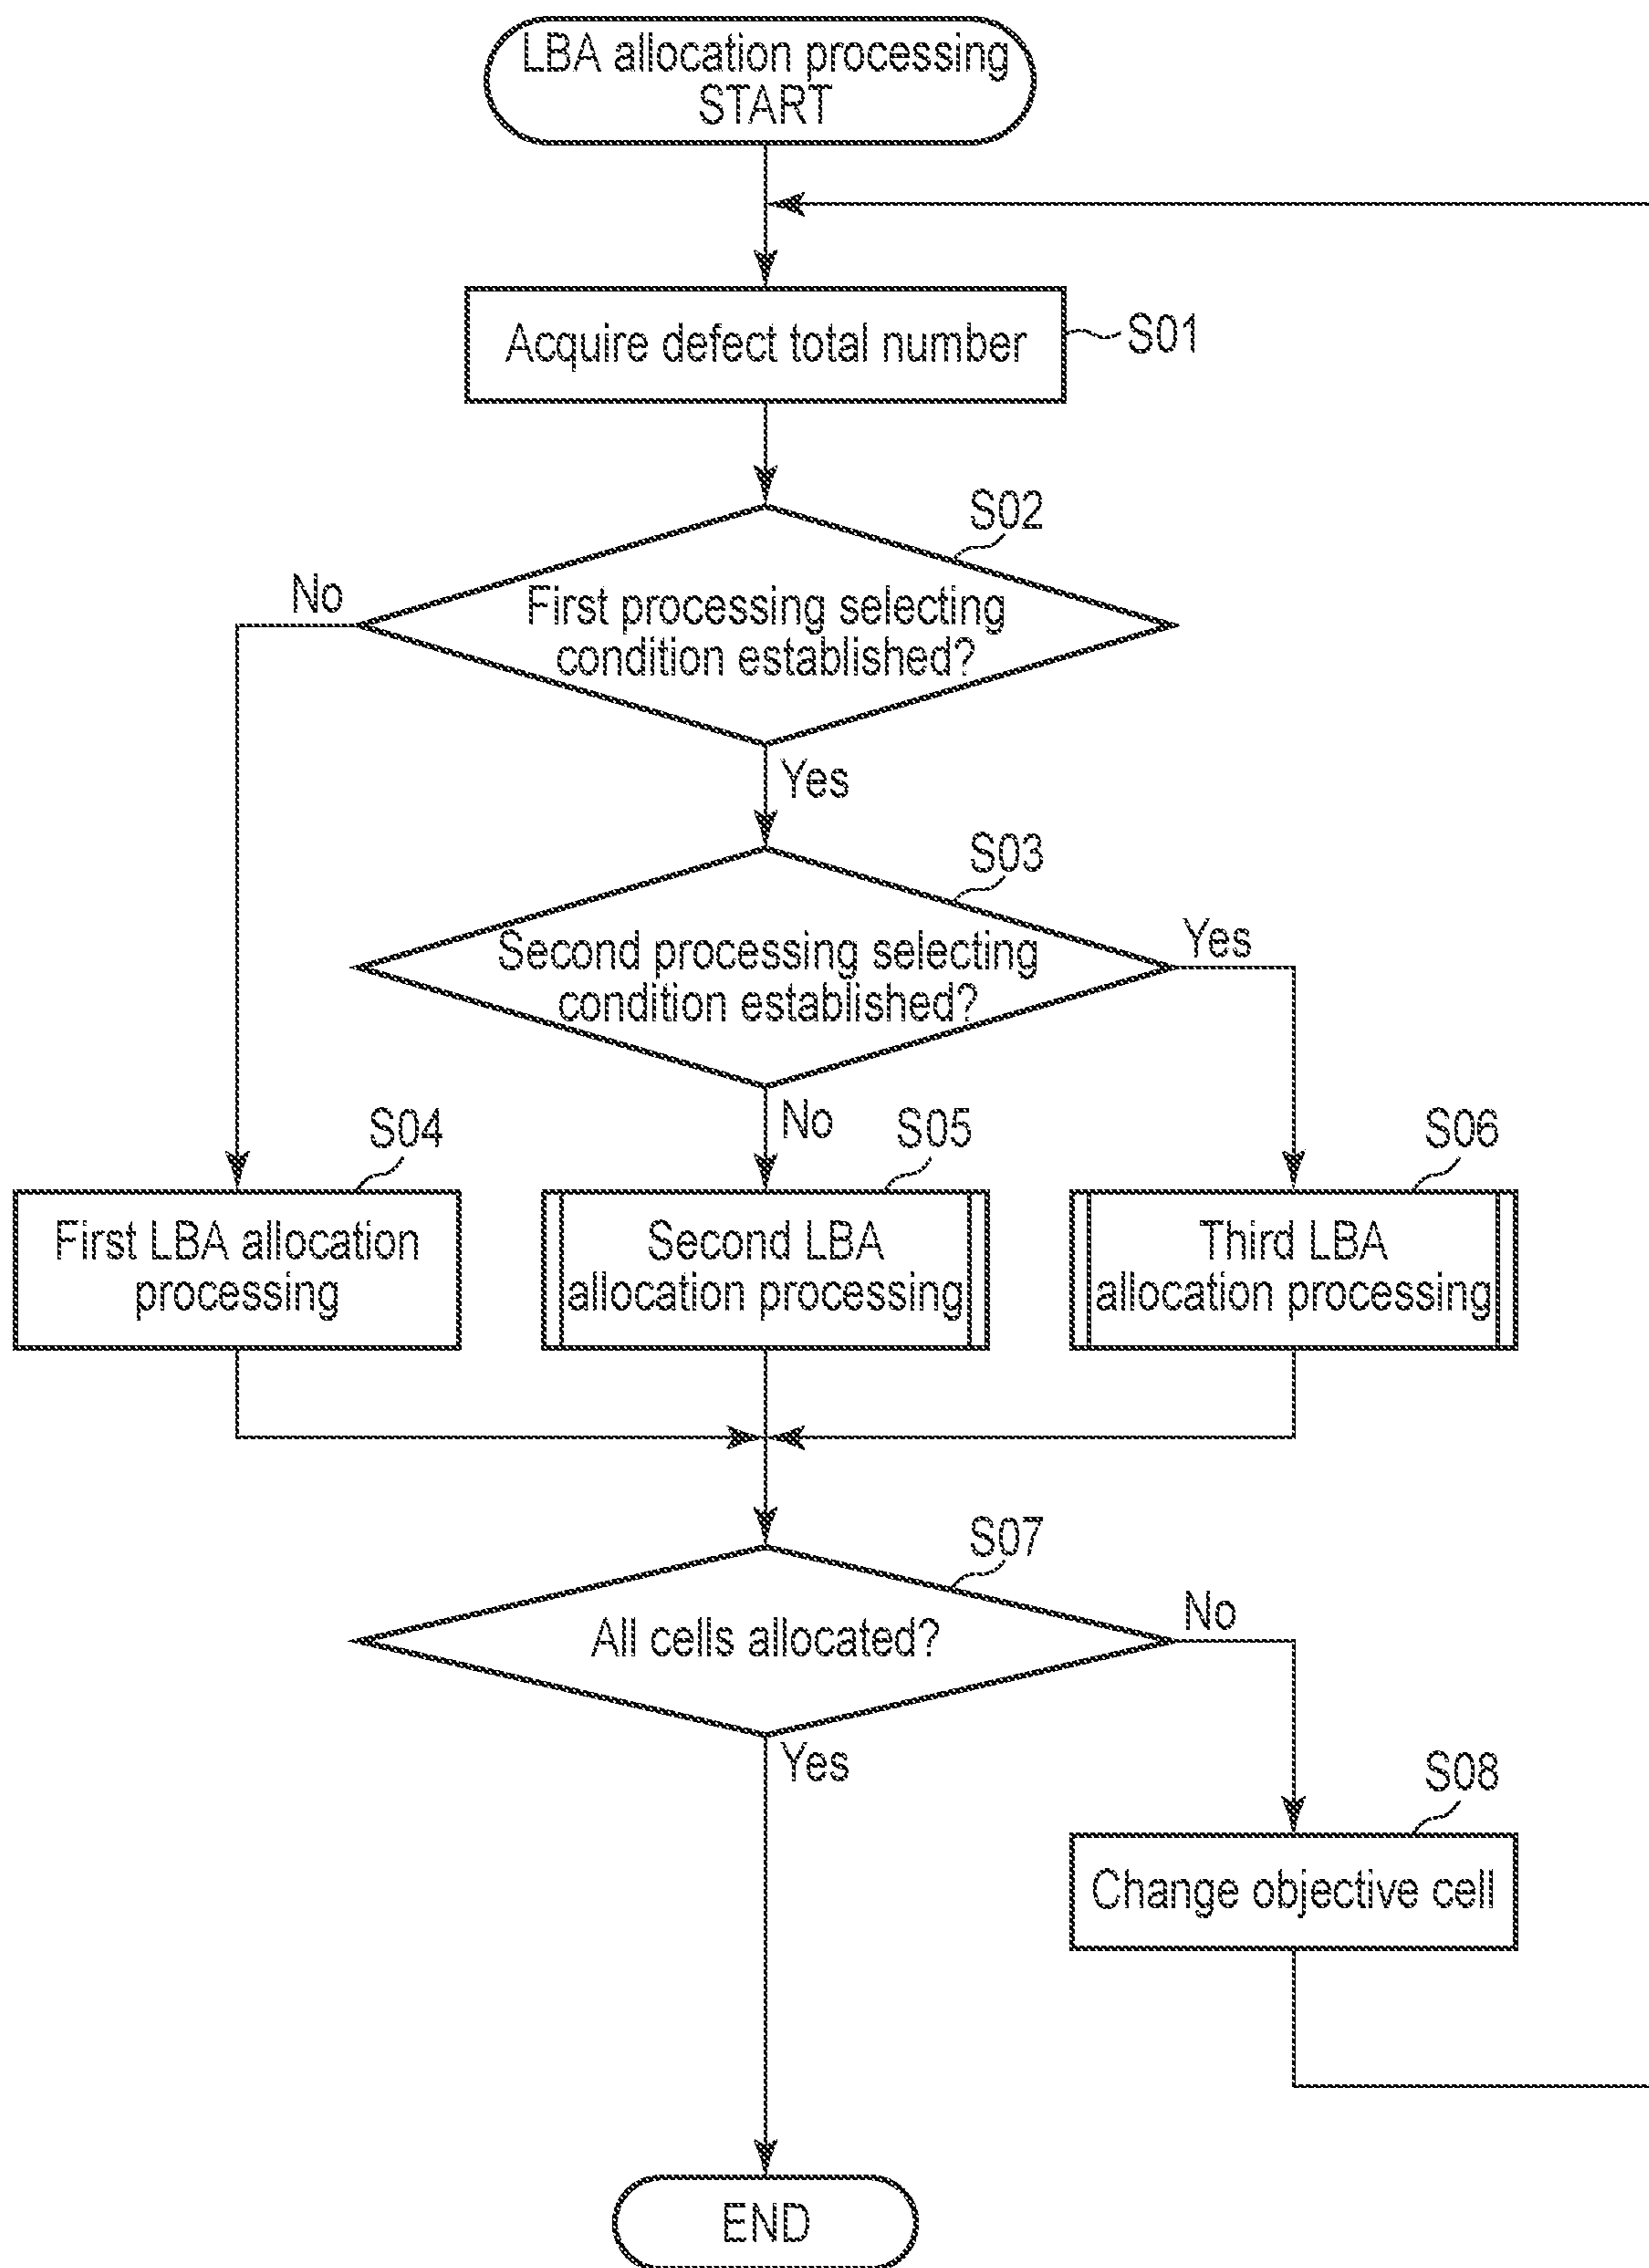 LBA allocation processing
START
Acquire defect total number
S01
S02
No
First processing selecting
condition established?
Yes
S03
Second processing selecting
condition established?
Yes
No
S04
S05
S06
First LBA allocation
processing
Second LBA
allocation processing
Third LBA
allocation processing
S07
All cells allocated?
No
Yes
S08
Change objective cell
END